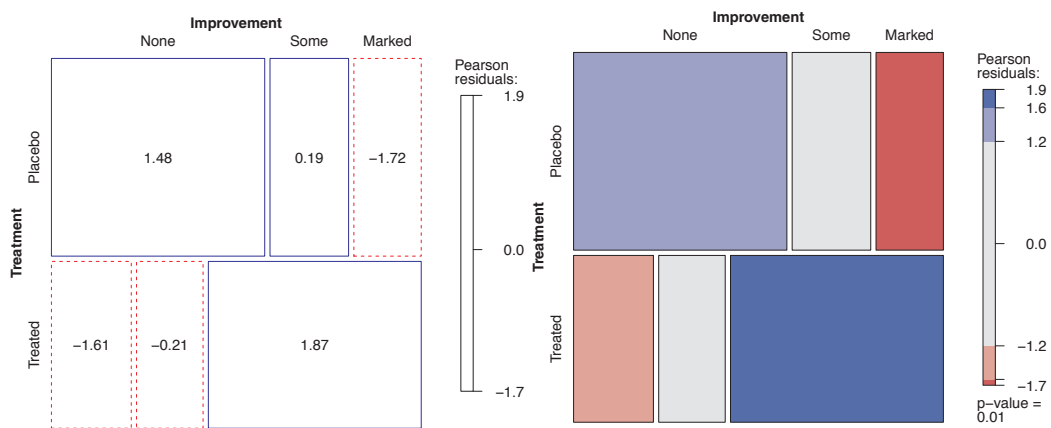 Improvement
None Some Marked
Treatment
Placebo
Treated
1.48 0.19 −1.72
−1.61 −0.21 1.87
Pearson
residuals:
1.9
0.0
−1.7
Improvement
None Some Marked
Treatment
Placebo
Treated
Pearson
residuals:
1.9
1.6
1.2
0.0
−1.2
−1.7
p−value =
0.01